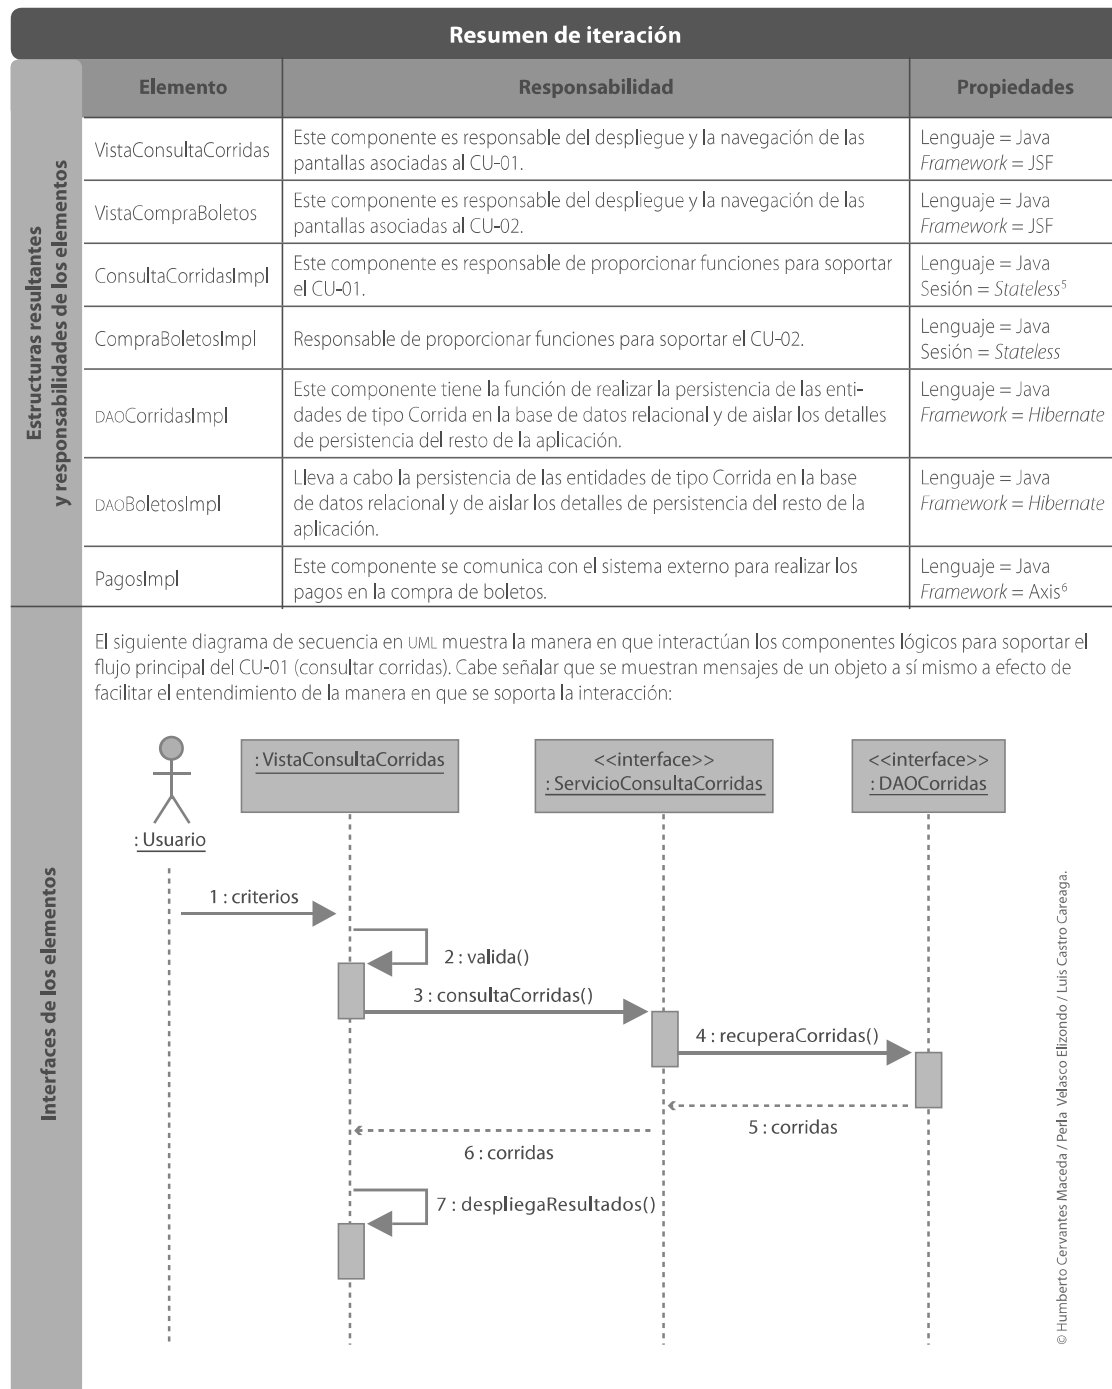 Resumen de iteración
Estructuras resultantes
y responsabilidades de los elementos
Elemento
Responsabilidad
Propiedades
VistaConsultaCorridas
Este componente es responsable del despliegue y la navegación de las
pantallas asociadas al CU-01.
Lenguaje = Java
Framework = JSF
VistaCompraBoletos
Este componente es responsable del despliegue y la navegación de las
pantallas asociadas al CU-02.
Lenguaje = Java
Framework = JSF
ConsultaCorridasImpl
Este componente es responsable de proporcionar funciones para soportar
el CU-01.
Lenguaje = Java
Sesión = Stateless⁵
CompraBoletosImpl
Responsable de proporcionar funciones para soportar el CU-02.
Lenguaje = Java
Sesión = Stateless
DAOCorridasImpl
Este componente tiene la función de realizar la persistencia de las enti-
dades de tipo Corrida en la base de datos relacional y de aislar los detalles
de persistencia del resto de la aplicación.
Lenguaje = Java
Framework = Hibernate
DAOBoletosImpl
Lleva a cabo la persistencia de las entidades de tipo Corrida en la base
de datos relacional y de aislar los detalles de persistencia del resto de la
aplicación.
Lenguaje = Java
Framework = Hibernate
PagosImpl
Este componente se comunica con el sistema externo para realizar los
pagos en la compra de boletos.
Lenguaje = Java
Framework = Axis⁶
Interfaces de los elementos
El siguiente diagrama de secuencia en UML muestra la manera en que interactúan los componentes lógicos para soportar el
flujo principal del CU-01 (consultar corridas). Cabe señalar que se muestran mensajes de un objeto a sí mismo a efecto de
facilitar el entendimiento de la manera en que se soporta la interacción:
: Usuario
: VistaConsultaCorridas
<<interface>>
: ServicioConsultaCorridas
<<interface>>
: DAOCorridas
1 : criterios
2 : valida()
3 : consultaCorridas()
4 : recuperaCorridas()
5 : corridas
6 : corridas
7 : despliegaResultados()
© Humberto Cervantes Maceda / Perla Velasco Elizondo / Luis Castro Careaga.